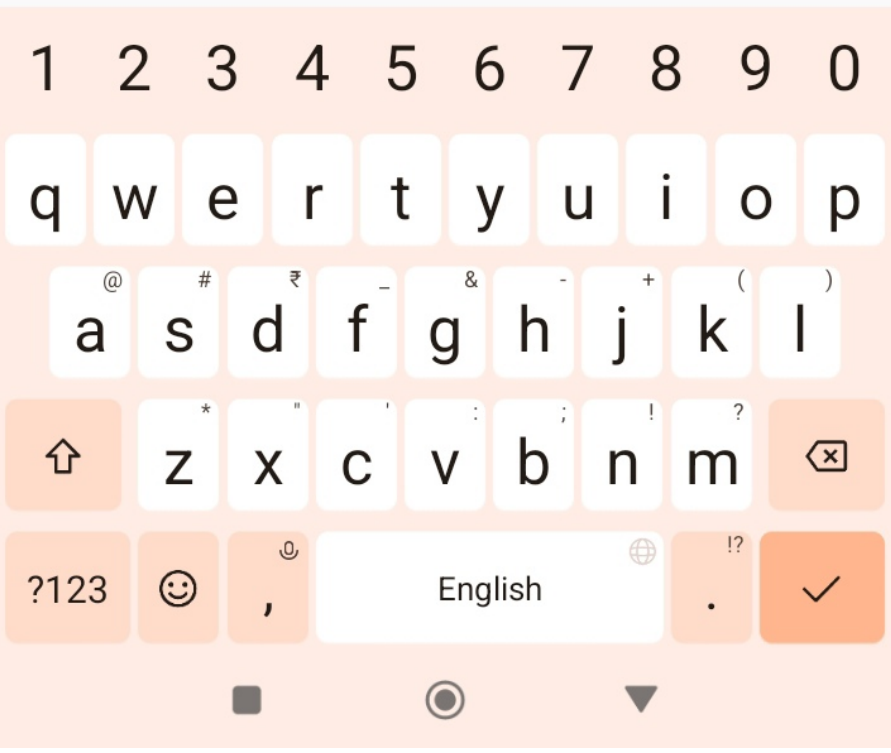 1 2 3 4 5 6 7 8 9 0
q w e r t y u i o p
@ # ₹ _ & - + ( )
a s d f g h j k l
* " ' : ; ! ?
z x c v b n m
!?
?123 , English .